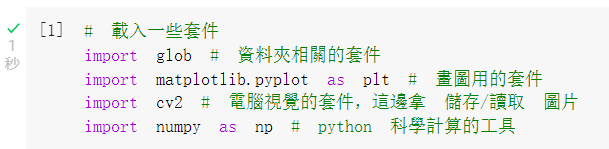 [1] # 載入一些套件
import glob # 資料夾相關的套件
1 import matplotlib.pyplot as plt # 畫圖用的套件
秒 import cv2 # 電腦視覺的套件，這邊拿 儲存/讀取 圖片
import numpy as np # python 科學計算的工具